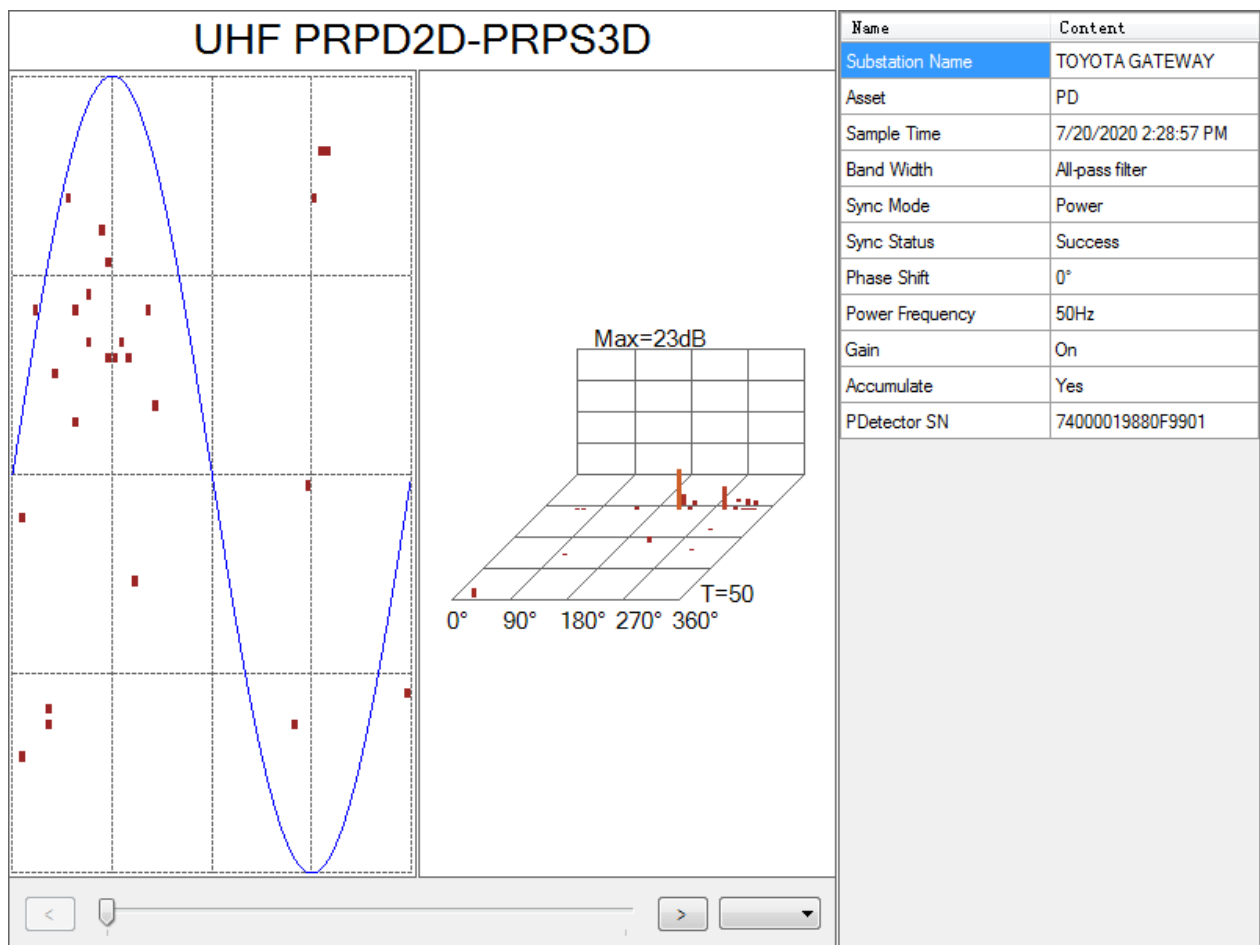 UHF PRPD2D-PRPS3D
Max=23dB
T=50
0° 90° 180° 270° 360°
< >
Name Content
Substation Name TOYOTA GATEWAY
Asset PD
Sample Time 7/20/2020 2:28:57 PM
Band Width All-pass filter
Sync Mode Power
Sync Status Success
Phase Shift 0°
Power Frequency 50Hz
Gain On
Accumulate Yes
PDetector SN 74000019880F9901